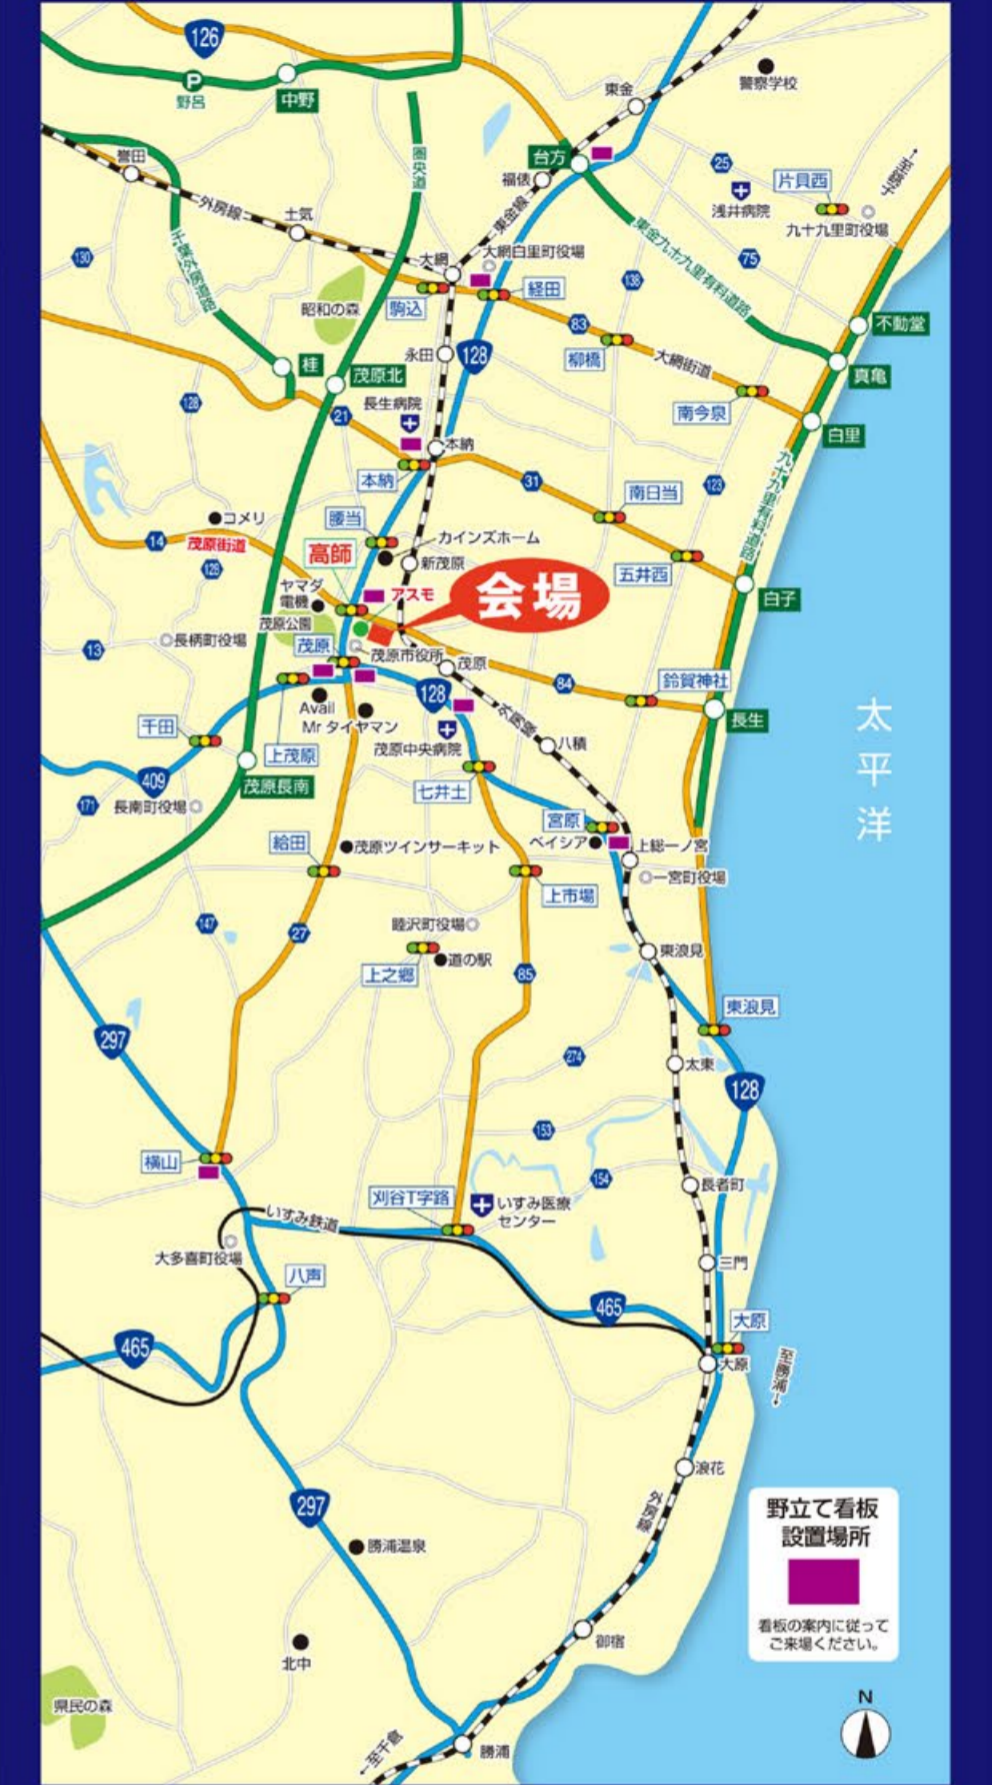 126
P
野呂
中野
圏央道
東金
警察学校
誉田
外房線
土気
千葉外房道路
130
台方
福俵
東金線
25
浅井病院
片貝西
九十九里町役場
↑至銚子
大網
大網白里町役場
東金九十九里有料道路
75
138
昭和の森
駒込
経田
83
柳橋
大網街道
不動堂
真亀
南今泉
白里
桂
茂原北
永田
128
128
21
長生病院
本納
本納
31
南日当
123
九十九里有料道路
コメリ
14
茂原街道
128
腰当
カインズホーム
高師
新茂原
五井西
白子
ヤマダ
電機
アスモ
会場
茂原公園
13
長柄町役場
茂原
茂原市役所
茂原
84
鈴賀神社
長生
太平洋
Avail
Mr タイヤマン
128
外房線
千田
上茂原
茂原中央病院
八積
409
茂原長南
171
長南町役場
七井土
宮原
ベイシア
上総一ノ宮
一宮町役場
給田
茂原ツインサーキット
上市場
147
27
睦沢町役場
上之郷
道の駅
85
東浪見
東浪見
297
274
太東
128
153
横山
154
長者町
刈谷T字路
いすみ医療
センター
いすみ鉄道
大多喜町役場
三門
八声
465
465
大原
大原
至勝浦→
浪花
外房線
297
勝浦温泉
野立て看板
設置場所
看板の案内に従って
ご来場ください。
北中
御宿
県民の森
N
←至千倉
勝浦